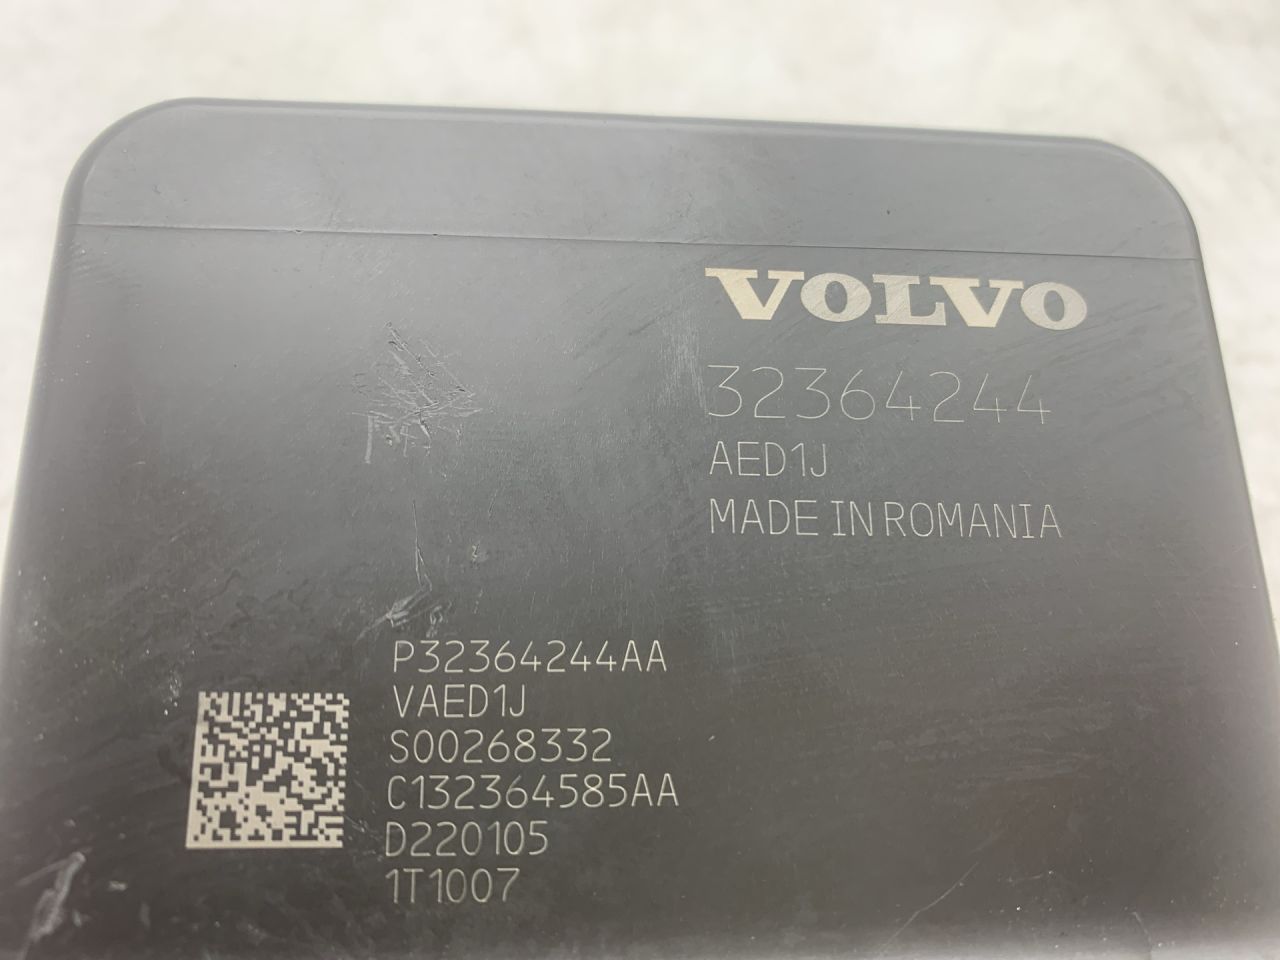 VOLVO
32364244
AED1J
MADE IN ROMANIA
P32364244AA
VAED1J
S00268332
C132364585AA
D220105
1T1007